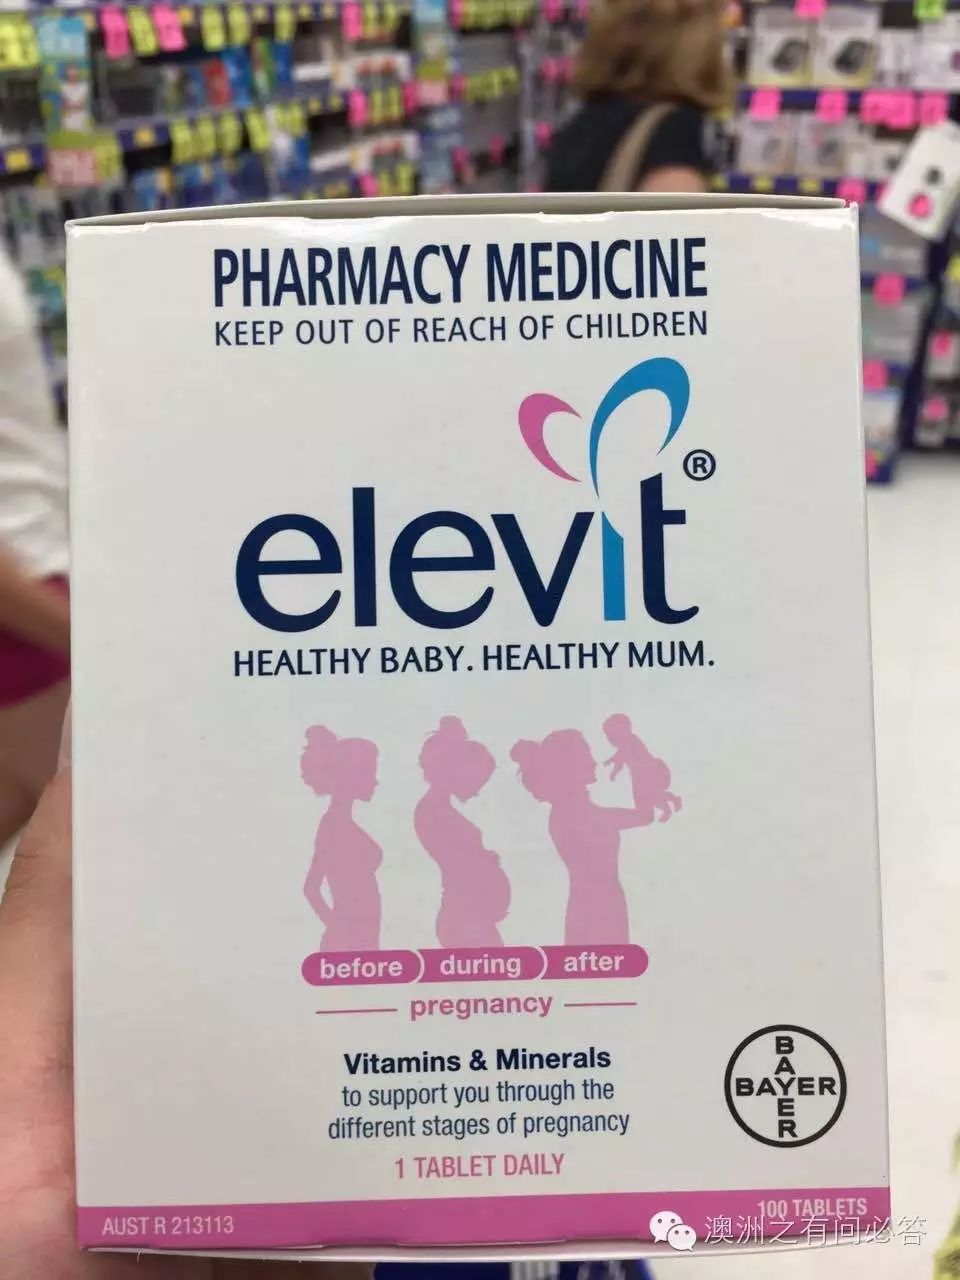 PHARMACY MEDICINE
KEEP OUT OF REACH OF CHILDREN
elevit®
HEALTHY BABY. HEALTHY MUM.
before during after
pregnancy
Vitamins & Minerals
to support you through the
different stages of pregnancy
1 TABLET DAILY
BAYER
BAYER
100 TABLETS
AUST R 213113
澳洲之有问必答